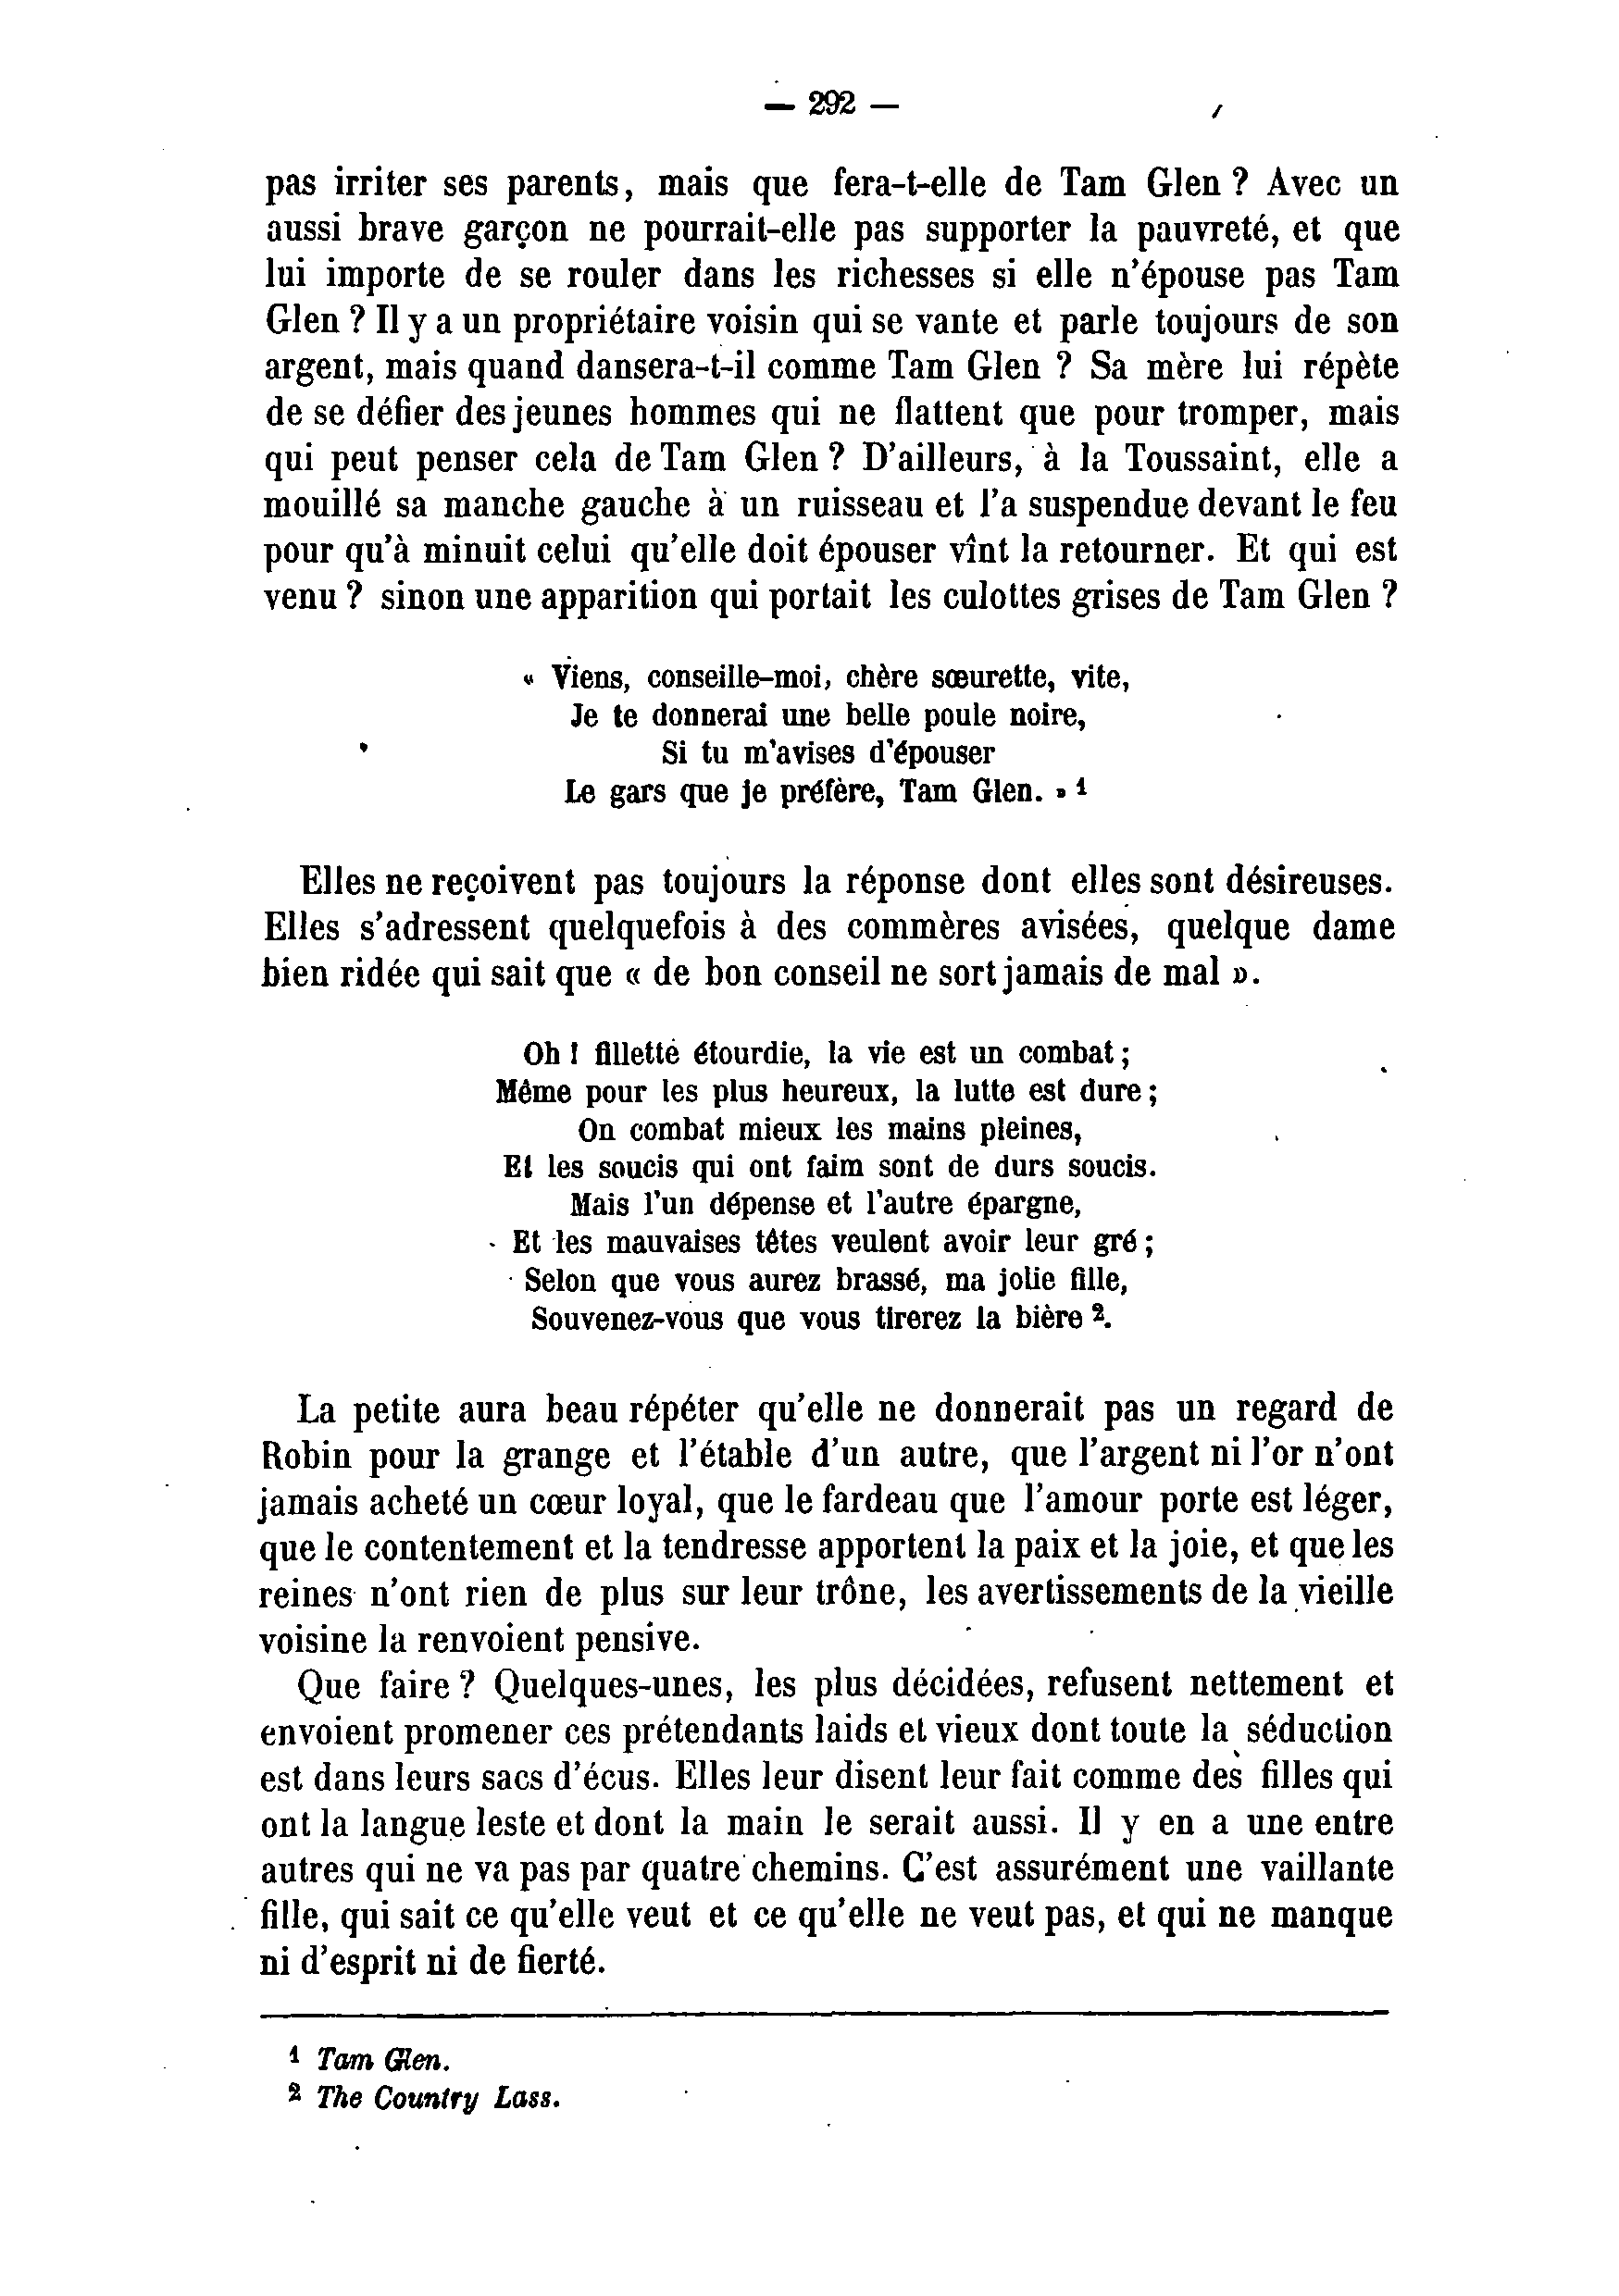 — 292 —
pas irriter ses parents, mais que fera-t-elle de Tam Glen ? Avec un
aussi brave garçon ne pourrait-elle pas supporter la pauvreté, et que
lui importe de se rouler dans les richesses si elle n'épouse pas Tam
Glen ? Il y a un propriétaire voisin qui se vante et parle toujours de son
argent, mais quand dansera-t-il comme Tam Glen ? Sa mère lui répète
de se défier des jeunes hommes qui ne flattent que pour tromper, mais
qui peut penser cela de Tam Glen ? D'ailleurs, à la Toussaint, elle a
mouillé sa manche gauche à un ruisseau et l'a suspendue devant le feu
pour qu'à minuit celui qu'elle doit épouser vînt la retourner. Et qui est
venu ? sinon une apparition qui portait les culottes grises de Tam Glen ?
« Viens, conseille-moi, chère sœurette, vite,
Je te donnerai une belle poule noire,
Si tu m'avises d'épouser
Le gars que je préfère, Tam Glen. » 1
Elles ne reçoivent pas toujours la réponse dont elles sont désireuses.
Elles s'adressent quelquefois à des commères avisées, quelque dame
bien ridée qui sait que « de bon conseil ne sort jamais de mal ».
Oh ! fillette étourdie, la vie est un combat ;
Même pour les plus heureux, la lutte est dure ;
On combat mieux les mains pleines,
Et les soucis qui ont faim sont de durs soucis.
Mais l'un dépense et l'autre épargne,
Et les mauvaises têtes veulent avoir leur gré ;
Selon que vous aurez brassé, ma jolie fille,
Souvenez-vous que vous tirerez la bière 2.
La petite aura beau répéter qu'elle ne donnerait pas un regard de
Robin pour la grange et l'étable d'un autre, que l'argent ni l'or n'ont
jamais acheté un cœur loyal, que le fardeau que l'amour porte est léger,
que le contentement et la tendresse apportent la paix et la joie, et que les
reines n'ont rien de plus sur leur trône, les avertissements de la vieille
voisine la renvoient pensive.
Que faire ? Quelques-unes, les plus décidées, refusent nettement et
envoient promener ces prétendants laids et vieux dont toute la séduction
est dans leurs sacs d'écus. Elles leur disent leur fait comme des filles qui
ont la langue leste et dont la main le serait aussi. Il y en a une entre
autres qui ne va pas par quatre chemins. C'est assurément une vaillante
fille, qui sait ce qu'elle veut et ce qu'elle ne veut pas, et qui ne manque
ni d'esprit ni de fierté.
1 Tam Glen.
2 The Country Lass.